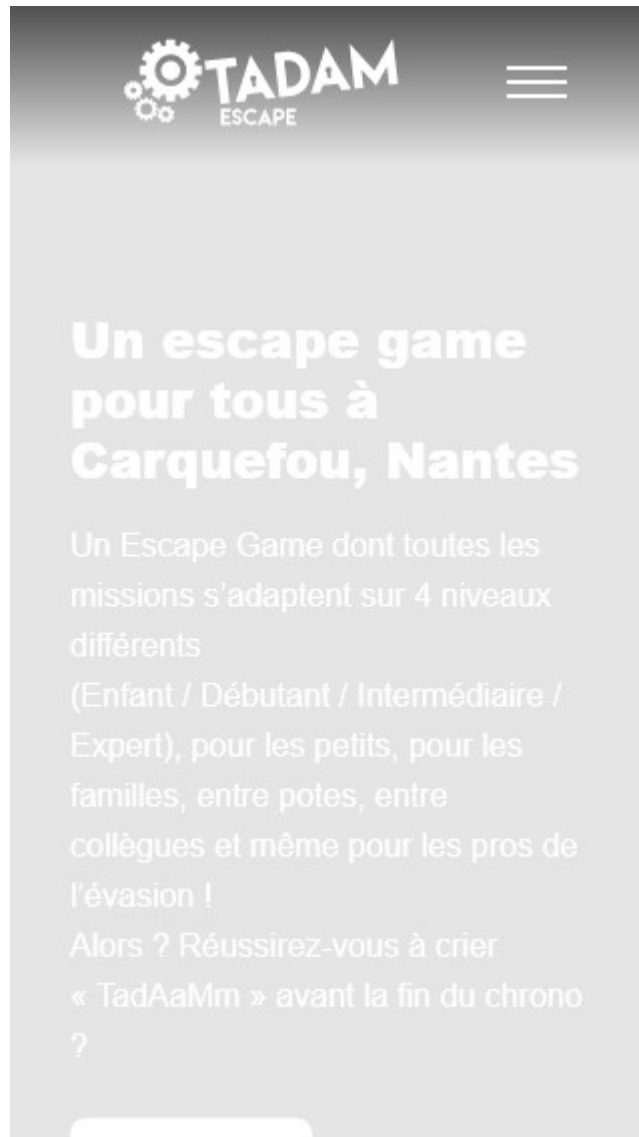 TADAM
ESCAPE
Un escape game
pour tous à
Carquefou, Nantes
Un Escape Game dont toutes les
missions s’adaptent sur 4 niveaux
différents
(Enfant / Débutant / Intermédiaire /
Expert), pour les petits, pour les
familles, entre potes, entre
collègues et même pour les pros de
l’évasion !
Alors ? Réussirez-vous à crier
« TadAaMm » avant la fin du chrono
?